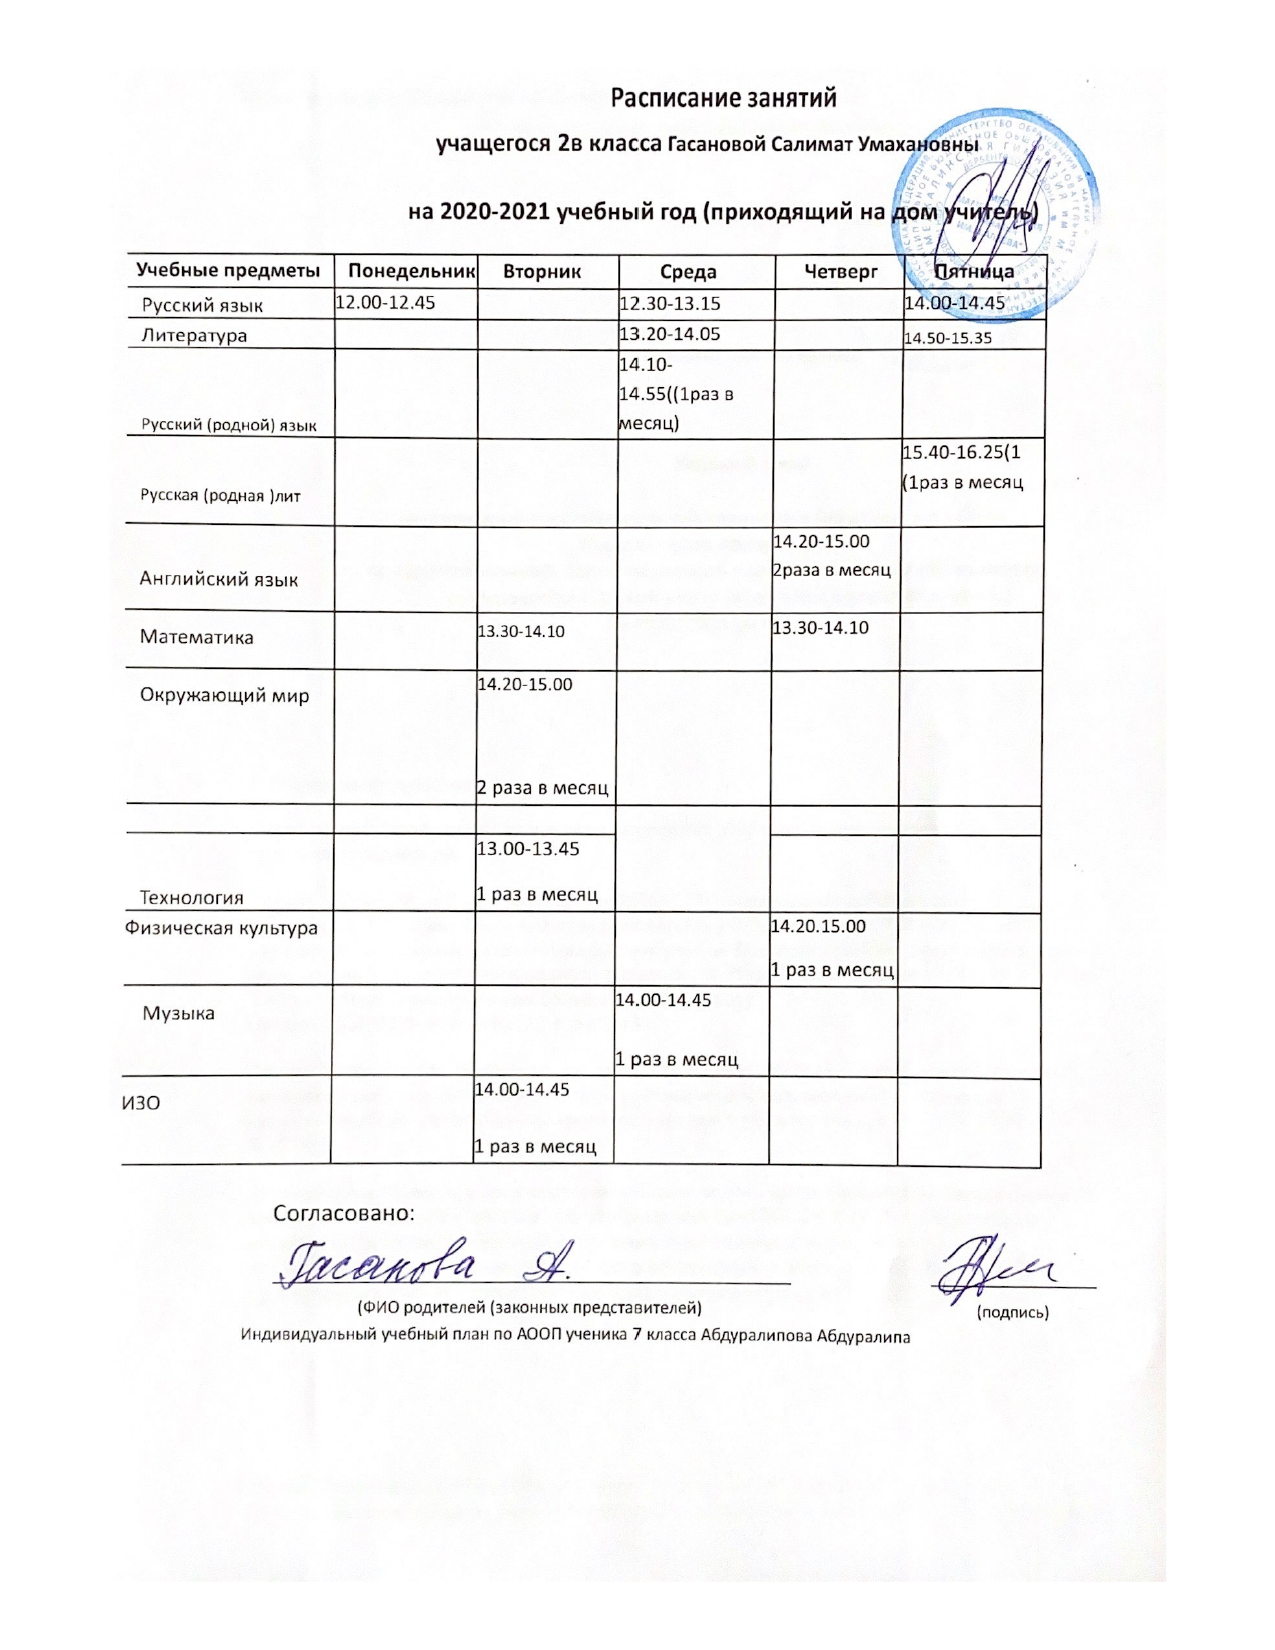 Расписание занятий
учащегося 2в класса Гасановой Салимат Умахановны
на 2020-2021 учебный год (приходящий на дом учитель)
Учебные предметы Понедельник Вторник Среда Четверг Пятница
Русский язык 12.00-12.45 12.30-13.15 14.00-14.45
Литература 13.20-14.05 14.50-15.35
14.10-
14.55((1раз в
Русский (родной) язык месяц)
15.40-16.25(1
Русская (родная )лит (1раз в месяц
14.20-15.00
Английский язык 2раза в месяц
Математика 13.30-14.10 13.30-14.10
Окружающий мир 14.20-15.00
2 раза в месяц
13.00-13.45
Технология 1 раз в месяц
Физическая культура 14.20.15.00
1 раз в месяц
Музыка 14.00-14.45
1 раз в месяц
ИЗО 14.00-14.45
1 раз в месяц
Согласовано:
Гасанова А.
(ФИО родителей (законных представителей) (подпись)
Индивидуальный учебный план по АООП ученика 7 класса Абдуралипова Абдуралипа